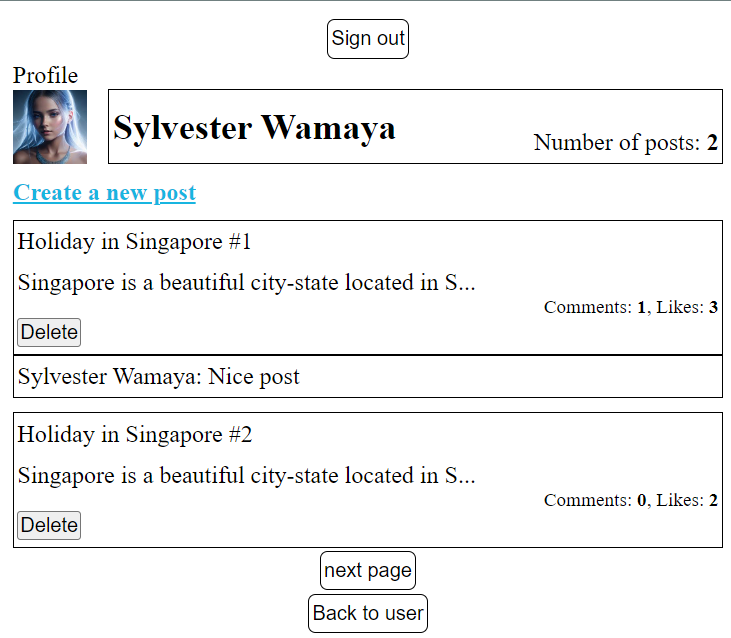 Sign out
Profile
Sylvester Wamaya
Number of posts: 2
Create a new post
Holiday in Singapore #1
Singapore is a beautiful city-state located in S...
Comments: 1, Likes: 3
Delete
Sylvester Wamaya: Nice post
Holiday in Singapore #2
Singapore is a beautiful city-state located in S...
Comments: 0, Likes: 2
Delete
next page
Back to user